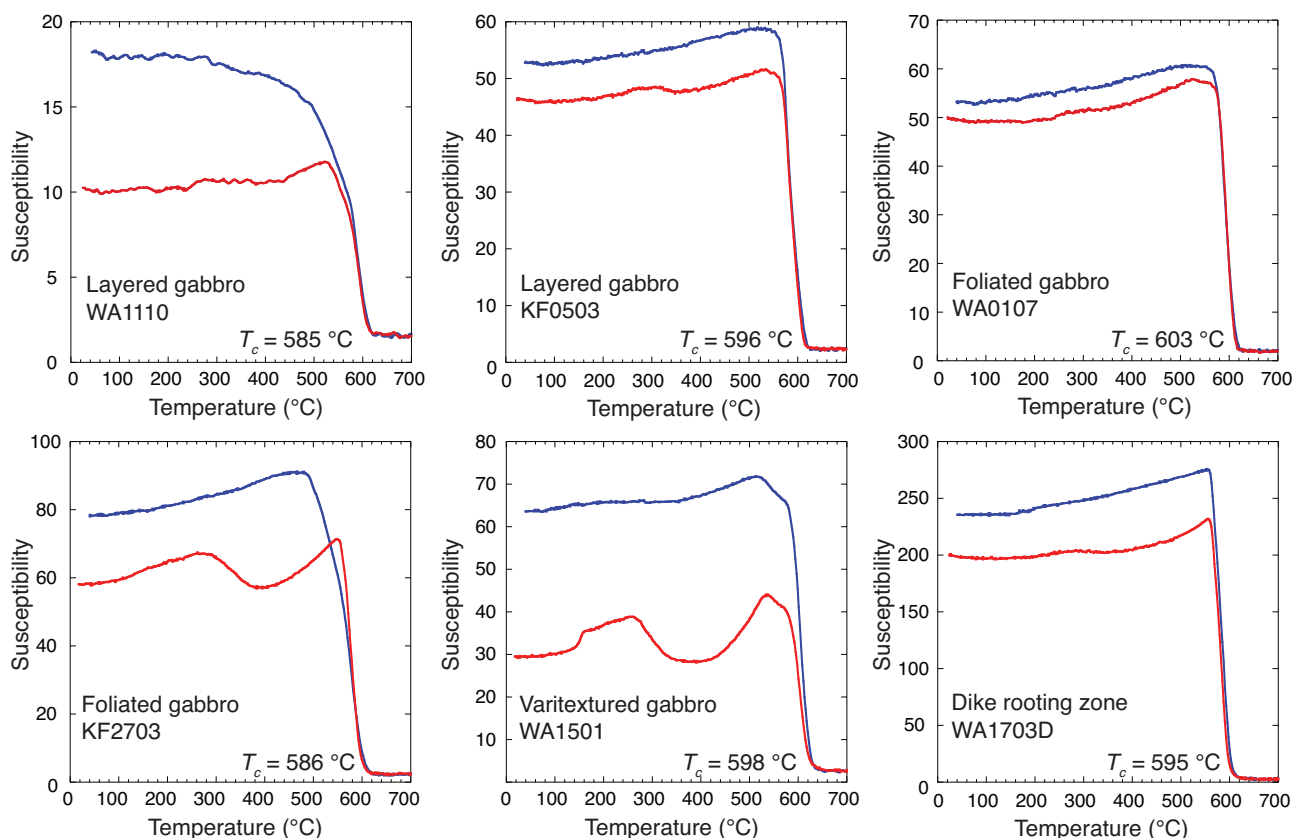 20
15
10
5
0
Susceptibility
Layered gabbro
WA1110
T_c = 585 °C
0 100 200 300 400 500 600 700
Temperature (°C)
60
50
40
30
20
10
0
Susceptibility
Layered gabbro
KF0503
T_c = 596 °C
0 100 200 300 400 500 600 700
Temperature (°C)
70
60
50
40
30
20
10
0
Susceptibility
Foliated gabbro
WA0107
T_c = 603 °C
0 100 200 300 400 500 600 700
Temperature (°C)
100
80
60
40
20
0
Susceptibility
Foliated gabbro
KF2703
T_c = 586 °C
0 100 200 300 400 500 600 700
Temperature (°C)
80
70
60
50
40
30
20
10
Susceptibility
Varitextured gabbro
WA1501
T_c = 598 °C
0 100 200 300 400 500 600 700
Temperature (°C)
300
250
200
150
100
50
0
Susceptibility
Dike rooting zone
WA1703D
T_c = 595 °C
0 100 200 300 400 500 600 700
Temperature (°C)